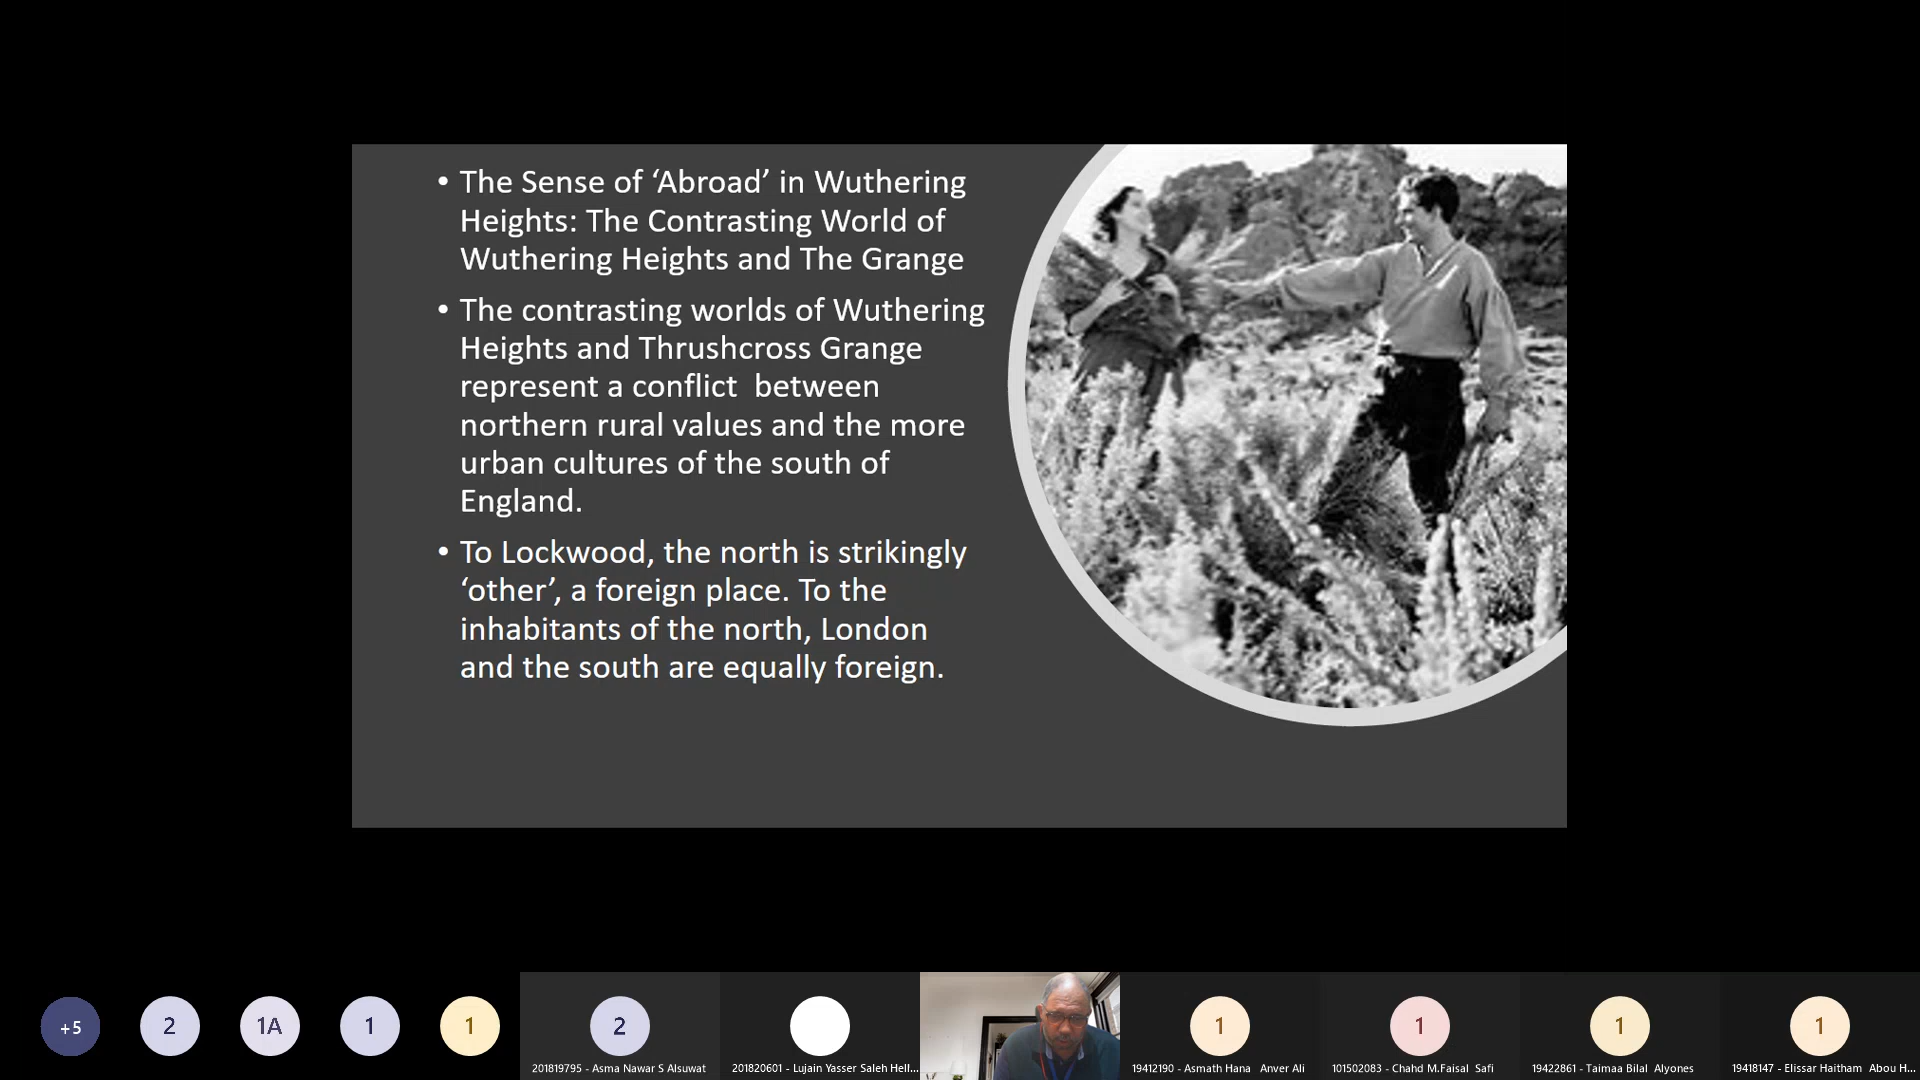 • The Sense of ‘Abroad’ in Wuthering
Heights: The Contrasting World of
Wuthering Heights and The Grange
• The contrasting worlds of Wuthering
Heights and Thrushcross Grange
represent a conflict  between
northern rural values and the more
urban cultures of the south of
England.
• To Lockwood, the north is strikingly
‘other’, a foreign place. To the
inhabitants of the north, London
and the south are equally foreign.
+5
2
1A
1
1
2
1
1
1
1
201819795 - Asma Nawar S Alsuwat
201820601 - Lujain Yasser Saleh Hell...
19412190 - Asmath Hana   Anver Ali
101502083 - Chahd M.Faisal  Safi
19422861 - Taimaa Bilal  Alyones
19418147 - Elissar Haitham  Abou H...